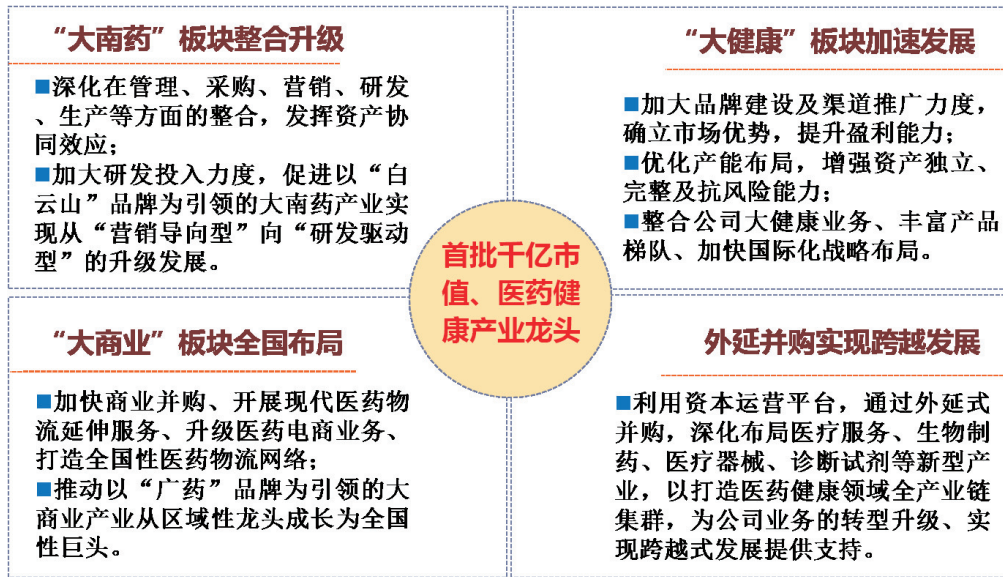 “大南药”板块整合升级
■深化在管理、采购、营销、研发
、生产等方面的整合，发挥资产协
同效应；
■加大研发投入力度，促进以“白
云山”品牌为引领的大南药产业实
现从“营销导向型”向“研发驱动
型”的升级发展。
“大健康”板块加速发展
■加大品牌建设及渠道推广力度，
确立市场优势，提升盈利能力；
■优化产能布局，增强资产独立、
完整及抗风险能力；
■整合公司大健康业务、丰富产品
梯队、加快国际化战略布局。
首批千亿市
值、医药健
康产业龙头
“大商业”板块全国布局
■加快商业并购、开展现代医药物
流延伸服务、升级医药电商业务、
打造全国性医药物流网络；
■推动以“广药”品牌为引领的大
商业产业从区域性龙头成长为全国
性巨头。
外延并购实现跨越发展
■利用资本运营平台，通过外延式
并购，深化布局医疗服务、生物制
药、医疗器械、诊断试剂等新型产
业，以打造医药健康领域全产业链
集群，为公司业务的转型升级、实
现跨越式发展提供支持。